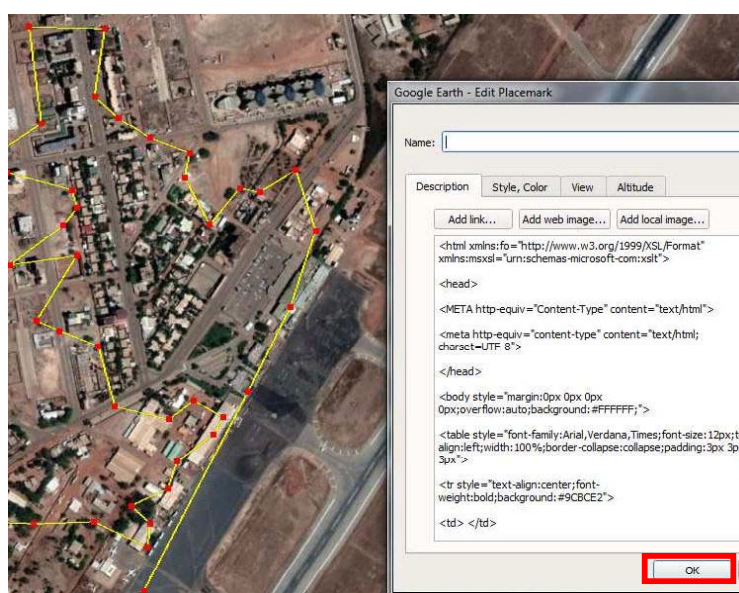 Google Earth - Edit Placemark
Name:
Description Style, Color View Altitude
Add link... Add web image... Add local image...
<html xmlns:fo="http://www.w3.org/1999/XSL/Format"
xmlns:msxsl="urn:schemas-microsoft-com:xslt">
<head>
<META http-equiv="Content-Type" content="text/html">
<meta http-equiv="content-type" content="text/html;
charset=UTF 8">
</head>
<body style="margin:0px 0px 0px
0px;overflow:auto;background:#FFFFFF;">
<table style="font-family:Arial,Verdana,Times;font-size:12px;t
align:left;width:100%;border-collapse:collapse;padding:3px 3p
3px">
<tr style="text-align:center;font-
weight:bold;background:#9CBCE2">
<td> </td>
OK